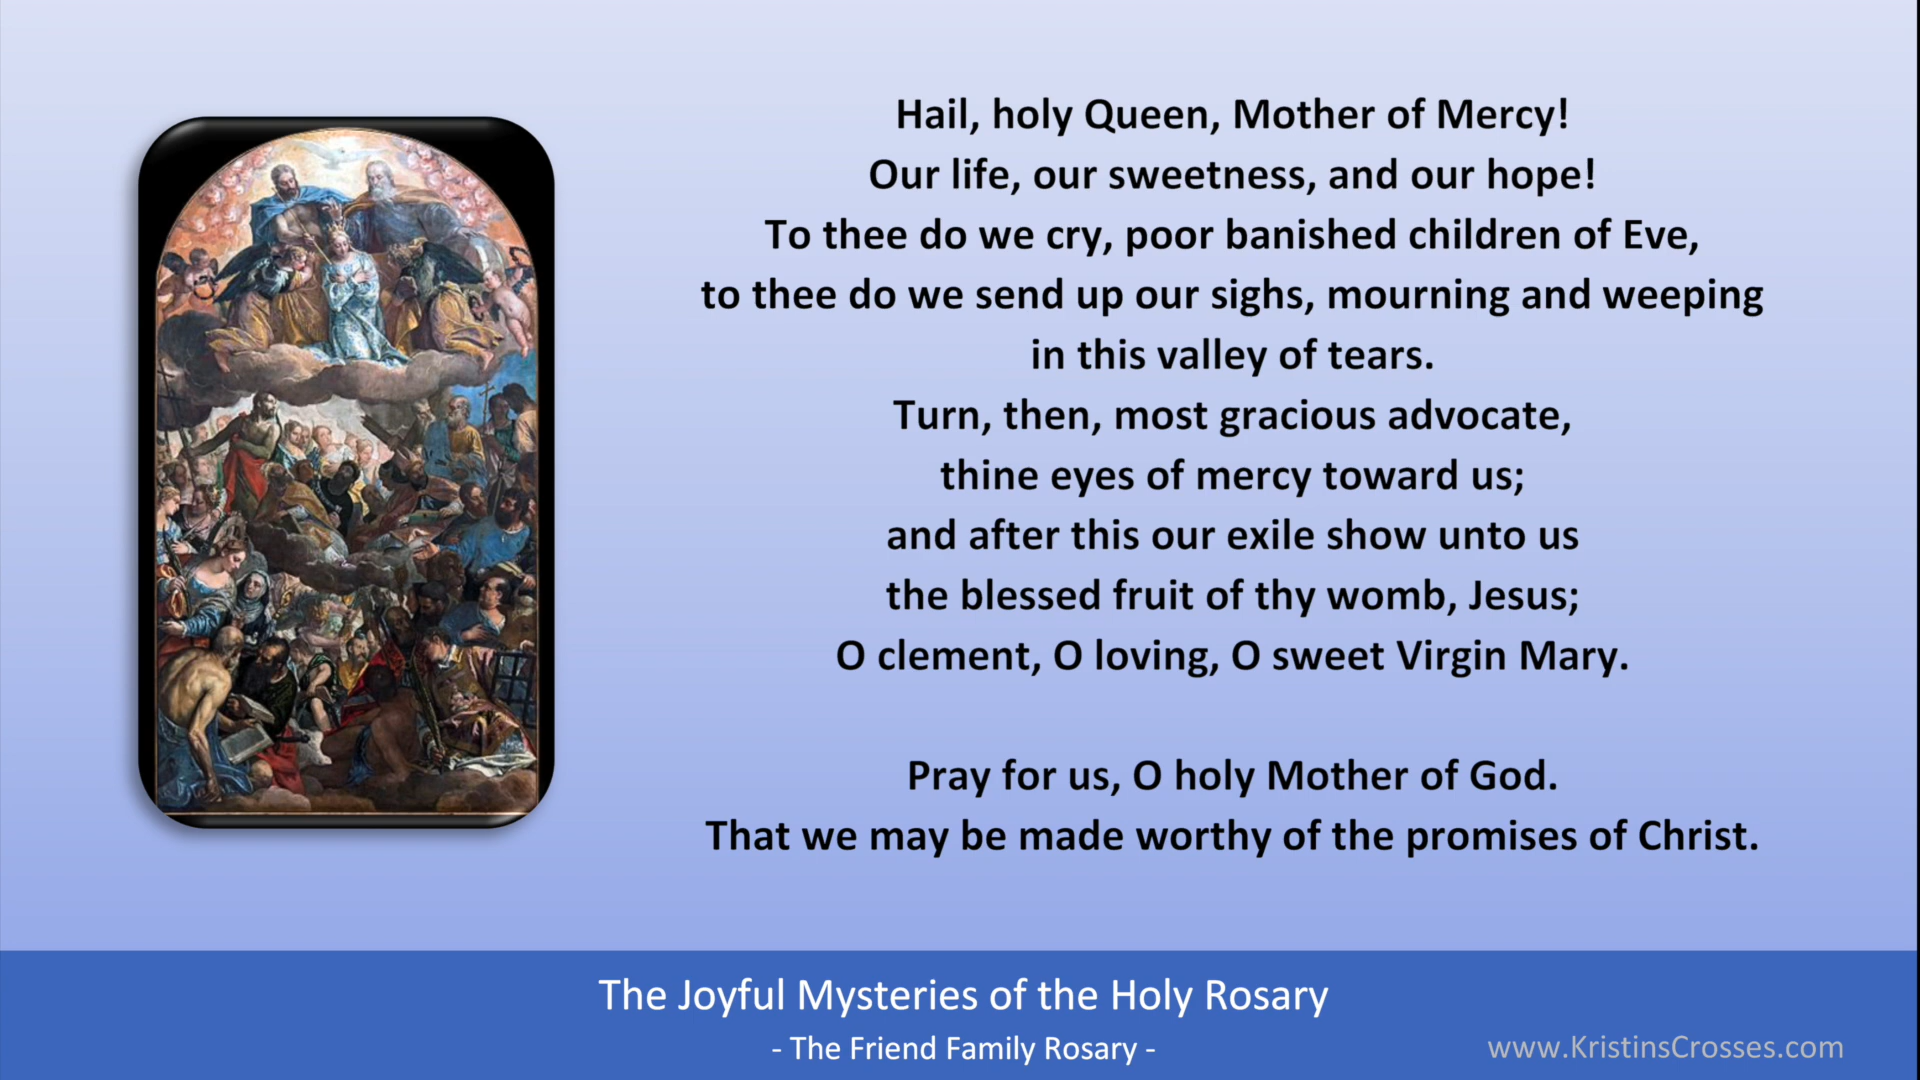 Hail, holy Queen, Mother of Mercy!
Our life, our sweetness, and our hope!
To thee do we cry, poor banished children of Eve,
to thee do we send up our sighs, mourning and weeping
in this valley of tears.
Turn, then, most gracious advocate,
thine eyes of mercy toward us;
and after this our exile show unto us
the blessed fruit of thy womb, Jesus;
O clement, O loving, O sweet Virgin Mary.
Pray for us, O holy Mother of God.
That we may be made worthy of the promises of Christ.
The Joyful Mysteries of the Holy Rosary
- The Friend Family Rosary -
www.KristinsCrosses.com